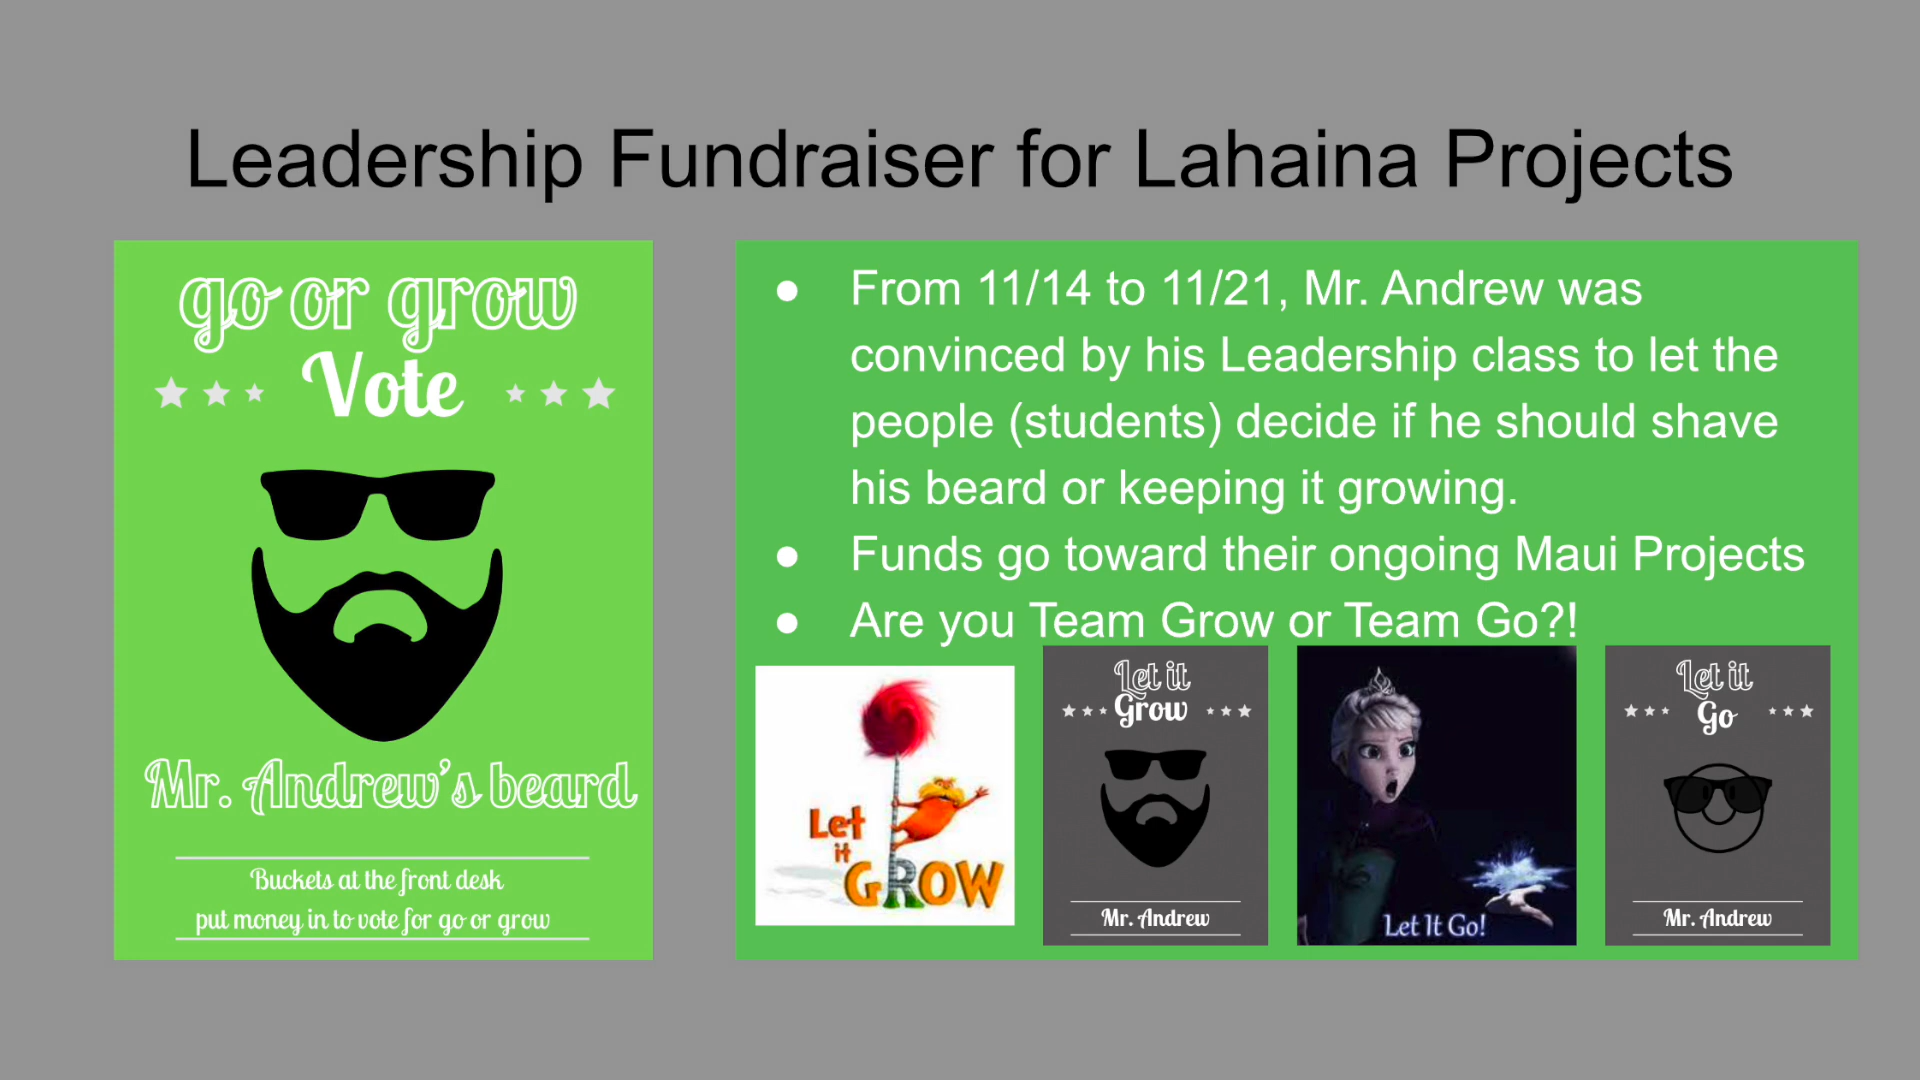 Leadership Fundraiser for Lahaina Projects
go or grow
Vote
Mr. Andrew's beard
Buckets at the front desk
put money in to vote for go or grow
● From 11/14 to 11/21, Mr. Andrew was
convinced by his Leadership class to let the
people (students) decide if he should shave
his beard or keeping it growing.
● Funds go toward their ongoing Maui Projects
● Are you Team Grow or Team Go?!
Let
it
GROW
Let it
Grow
Mr. Andrew
Let It Go!
Let it
Go
Mr. Andrew